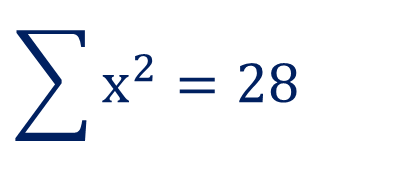 ∑ x² = 28